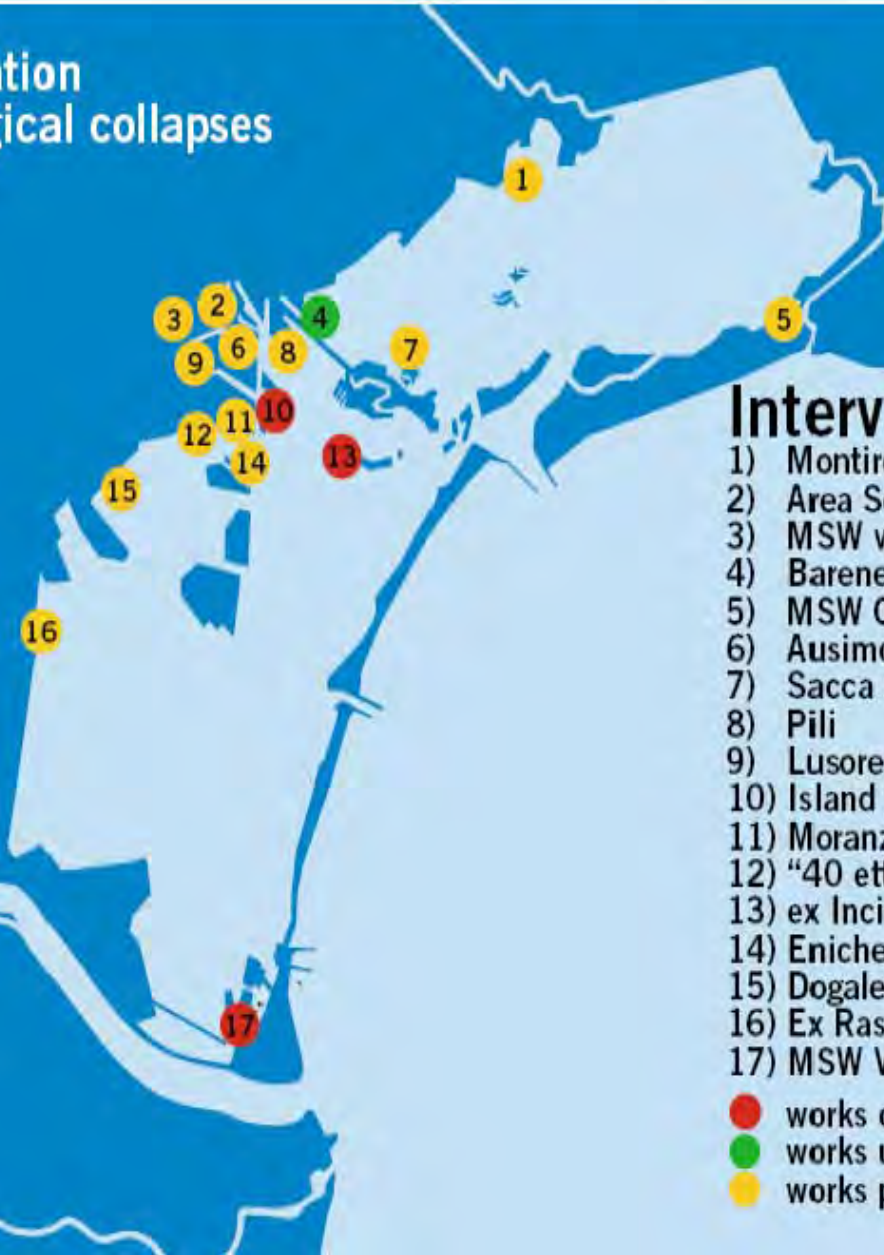 ation
gical collapses
1
2
3
4
5
6
7
8
9
10
11
12
13
14
15
16
17
Interv
1) Montir
2) Area S
3) MSW v
4) Barene
5) MSW
6) Ausim
7) Sacca
8) Pili
9) Lusore
10) Island
11) Moranz
12) “40 ett
13) ex Inci
14) Eniche
15) Dogale
16) Ex Ras
17) MSW V
works
works
works p